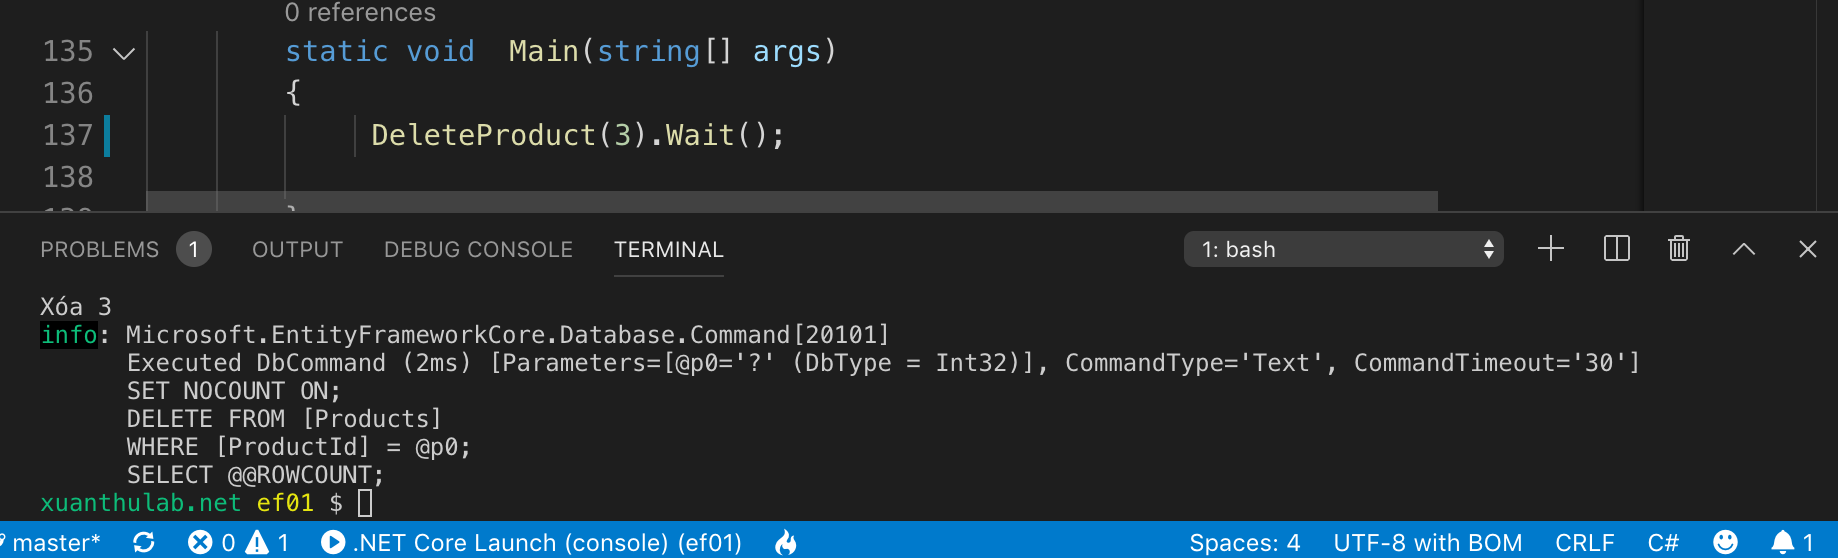 0 references
135 static void  Main(string[] args)
136 {
137 DeleteProduct(3).Wait();
138
PROBLEMS 1 OUTPUT DEBUG CONSOLE TERMINAL 1: bash
Xóa 3
info: Microsoft.EntityFrameworkCore.Database.Command[20101]
Executed DbCommand (2ms) [Parameters=[@p0='?' (DbType = Int32)], CommandType='Text', CommandTimeout='30']
SET NOCOUNT ON;
DELETE FROM [Products]
WHERE [ProductId] = @p0;
SELECT @@ROWCOUNT;
xuanthulab.net ef01 $
master* 0 1 .NET Core Launch (console) (ef01) Spaces: 4 UTF-8 with BOM CRLF C# 1